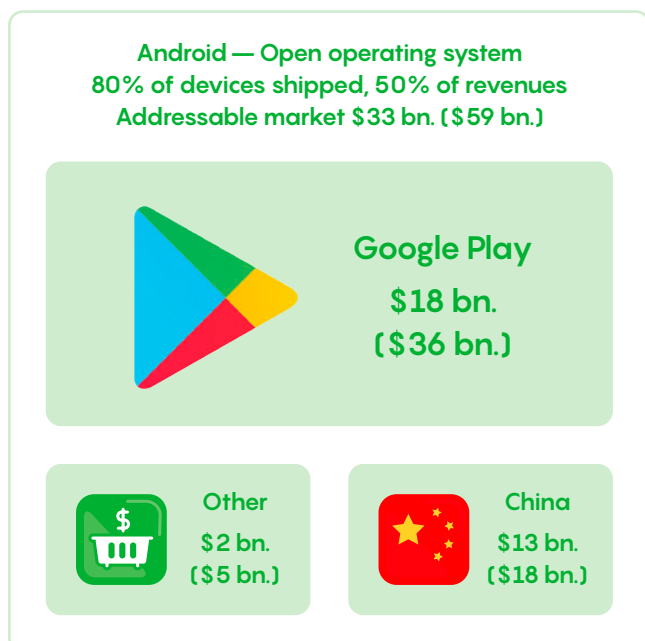 Android — Open operating system
80% of devices shipped, 50% of revenues
Addressable market $33 bn. ($59 bn.)
Google Play
$18 bn.
($36 bn.)
$
Other
$2 bn.
($5 bn.)
China
$13 bn.
($18 bn.)